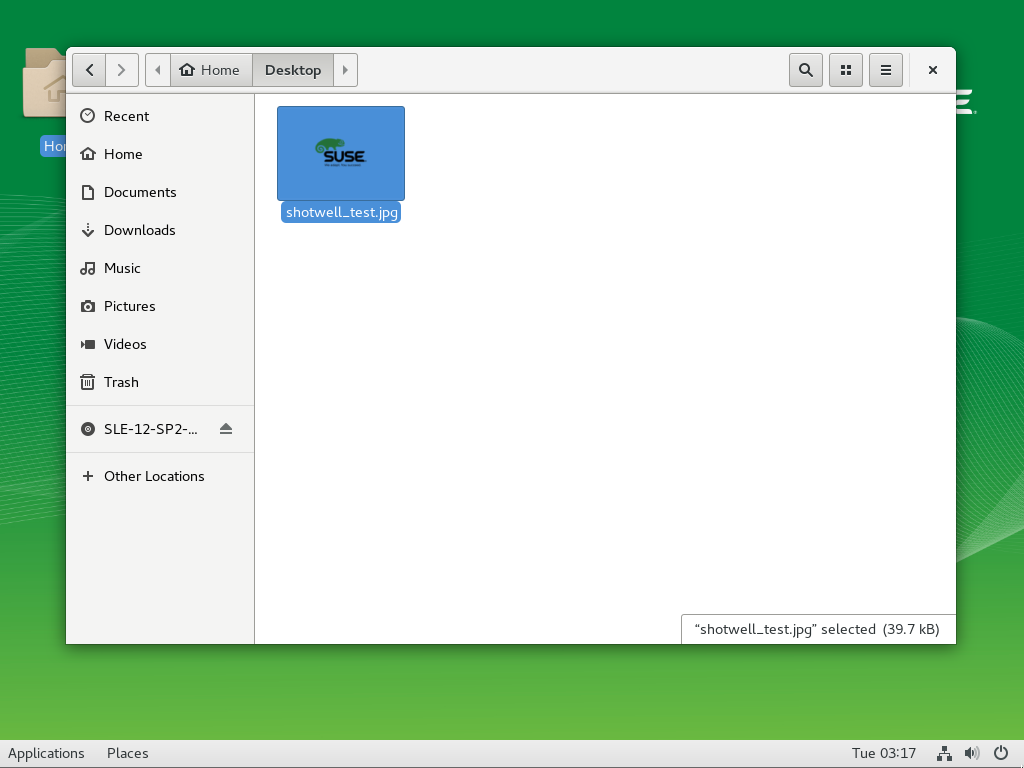 Home
Desktop
Recent
Home
Documents
Downloads
Music
Pictures
Videos
Trash
SLE-12-SP2-...
Other Locations
SUSE
shotwell_test.jpg
“shotwell_test.jpg” selected (39.7 kB)
Applications
Places
Tue 03:17